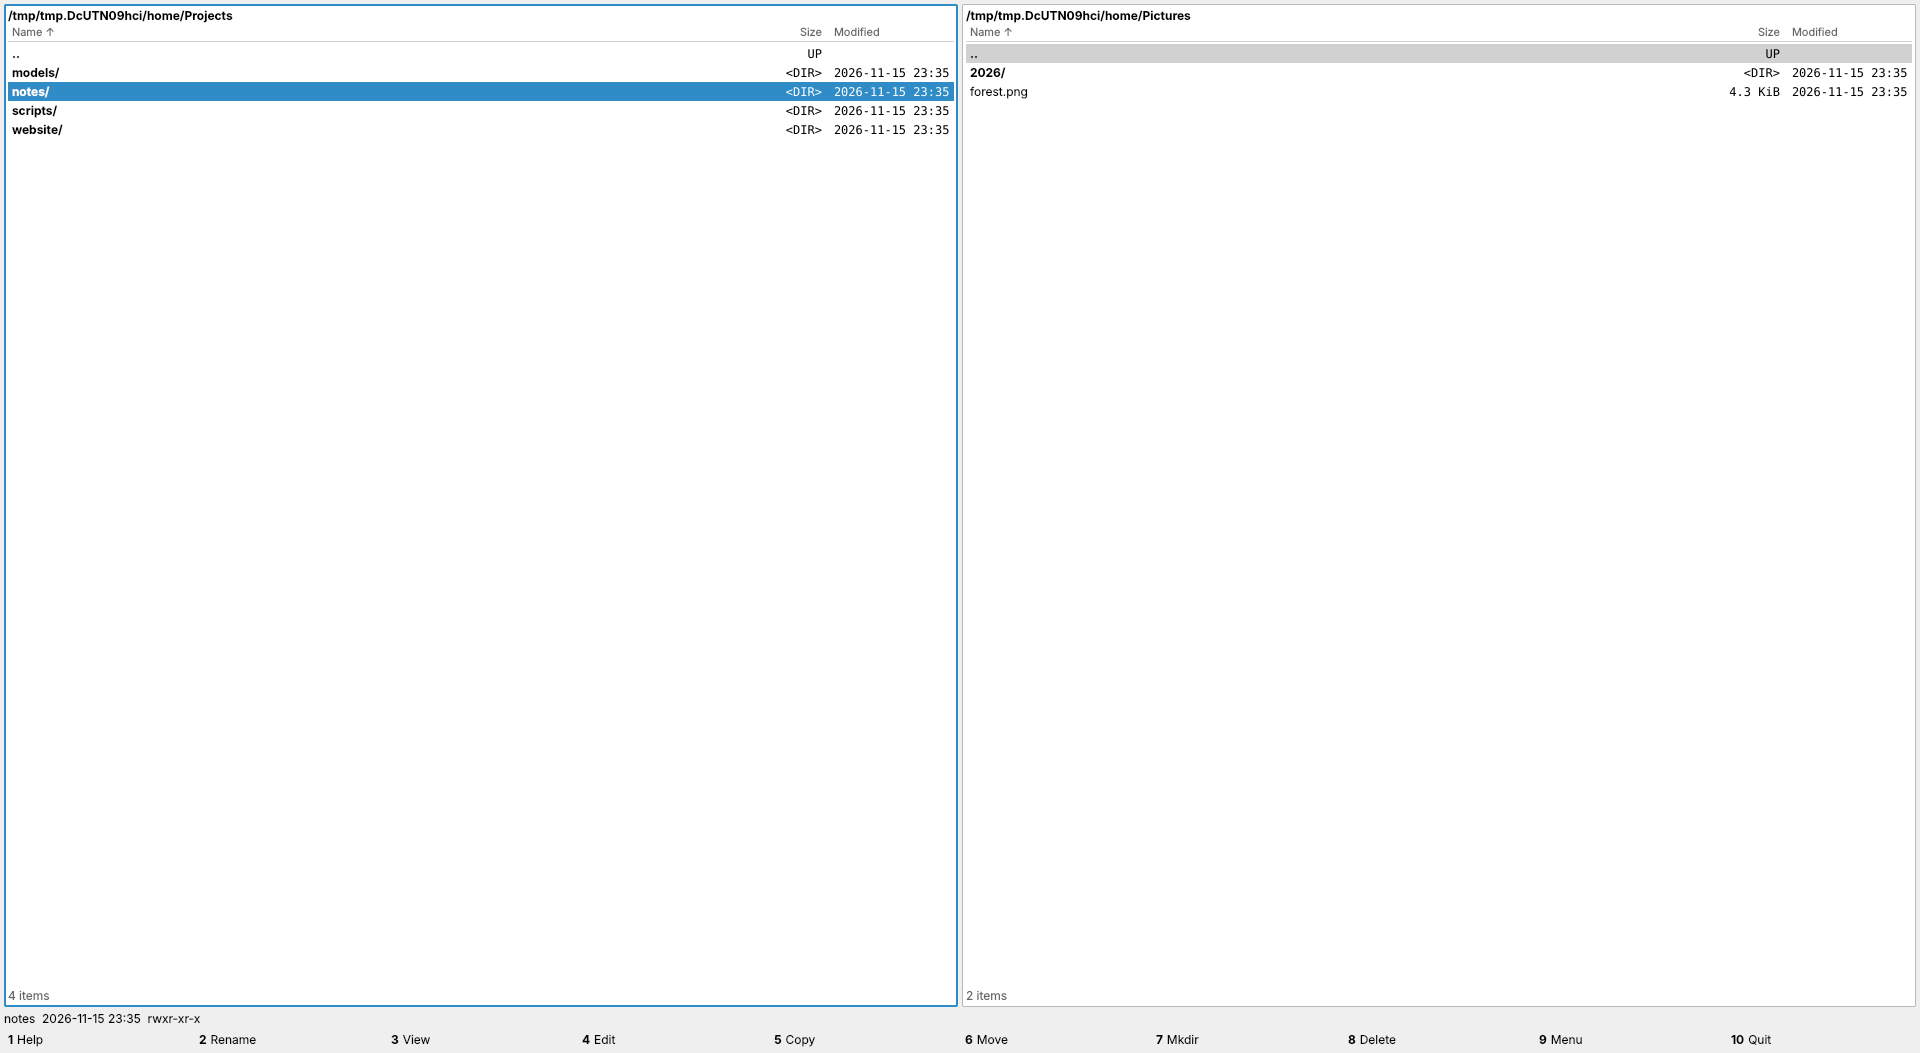 /tmp/tmp.DcUTN09hci/home/Projects
Name ↑ Size Modified
.. UP
models/ <DIR> 2026-11-15 23:35
notes/ <DIR> 2026-11-15 23:35
scripts/ <DIR> 2026-11-15 23:35
website/ <DIR> 2026-11-15 23:35
4 items
/tmp/tmp.DcUTN09hci/home/Pictures
Name ↑ Size Modified
.. UP
2026/ <DIR> 2026-11-15 23:35
forest.png 4.3 KiB 2026-11-15 23:35
2 items
notes 2026-11-15 23:35 rwxr-xr-x
1 Help 2 Rename 3 View 4 Edit 5 Copy 6 Move 7 Mkdir 8 Delete 9 Menu 10 Quit